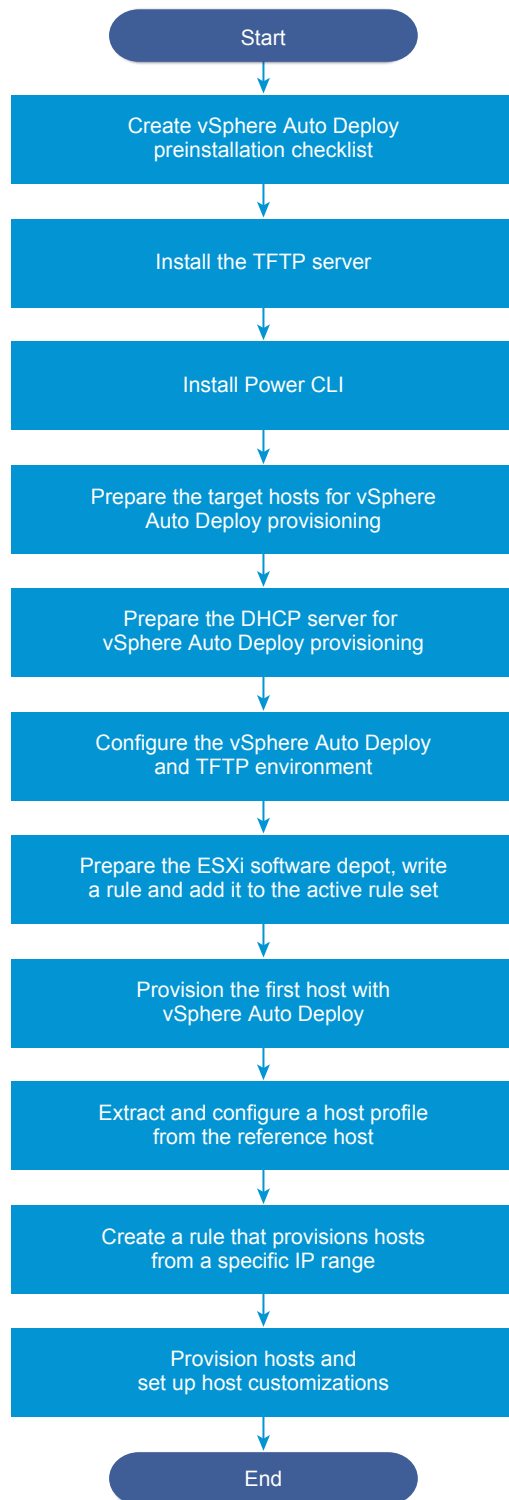 Start
Create vSphere Auto Deploy
preinstallation checklist
Install the TFTP server
Install Power CLI
Prepare the target hosts for vSphere
Auto Deploy provisioning
Prepare the DHCP server for
vSphere Auto Deploy provisioning
Configure the vSphere Auto Deploy
and TFTP environment
Prepare the ESXi software depot, write
a rule and add it to the active rule set
Provision the first host with
vSphere Auto Deploy
Extract and configure a host profile
from the reference host
Create a rule that provisions hosts
from a specific IP range
Provision hosts and
set up host customizations
End